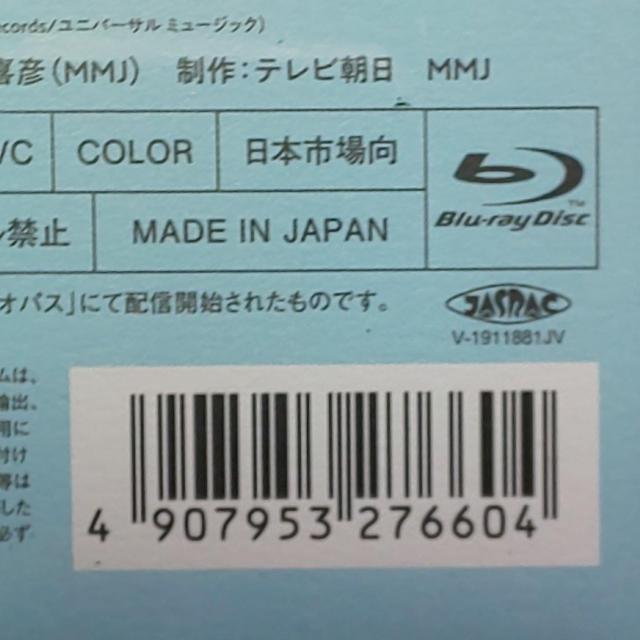 ecords/ユニバーサル ミュージック)
喜彦(MMJ) 制作:テレビ朝日 MMJ
VC COLOR 日本市場向
Blu-ray Disc
TM
禁止 MADE IN JAPAN
オパス」にて配信開始されたものです。
JASRAC
V-1911881JV
ムは、
輸出、
用に
付け
等は
した
必ず
4 907953 276604